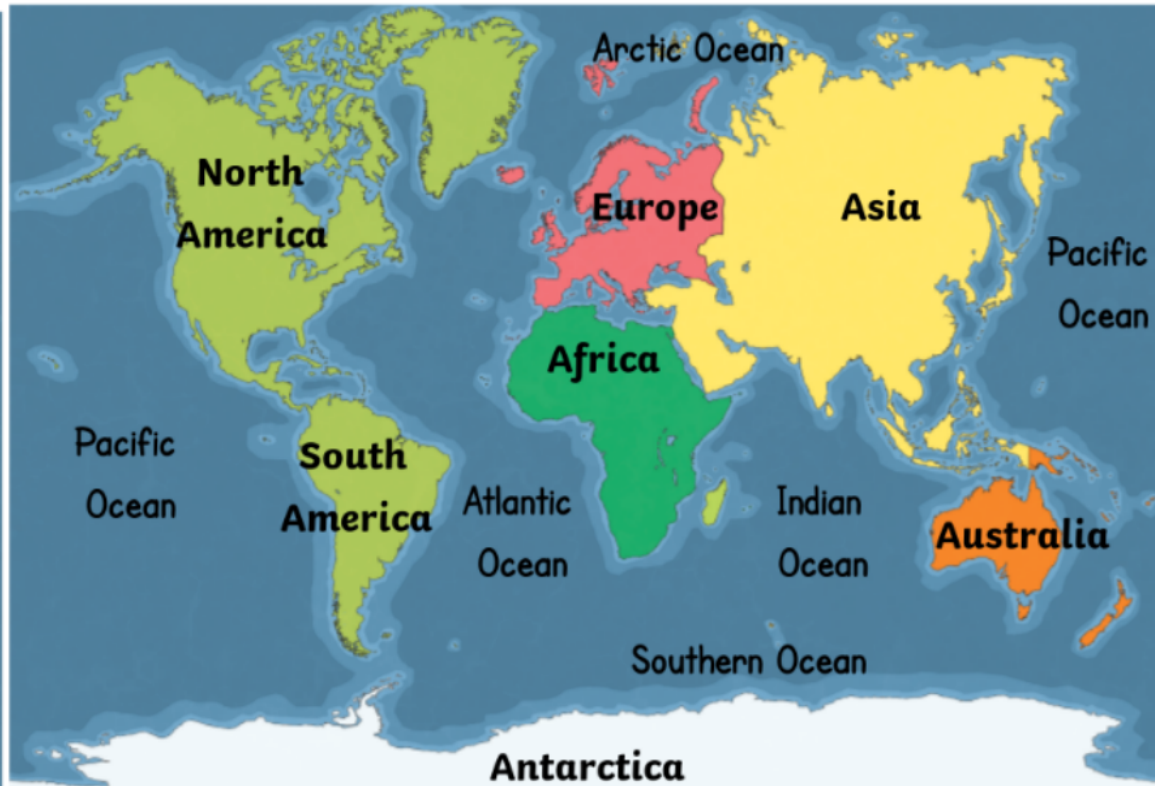 Arctic Ocean
North
America
Europe
Asia
Pacific
Ocean
Africa
Pacific
Ocean
South
America
Atlantic
Ocean
Indian
Ocean
Australia
Southern Ocean
Antarctica